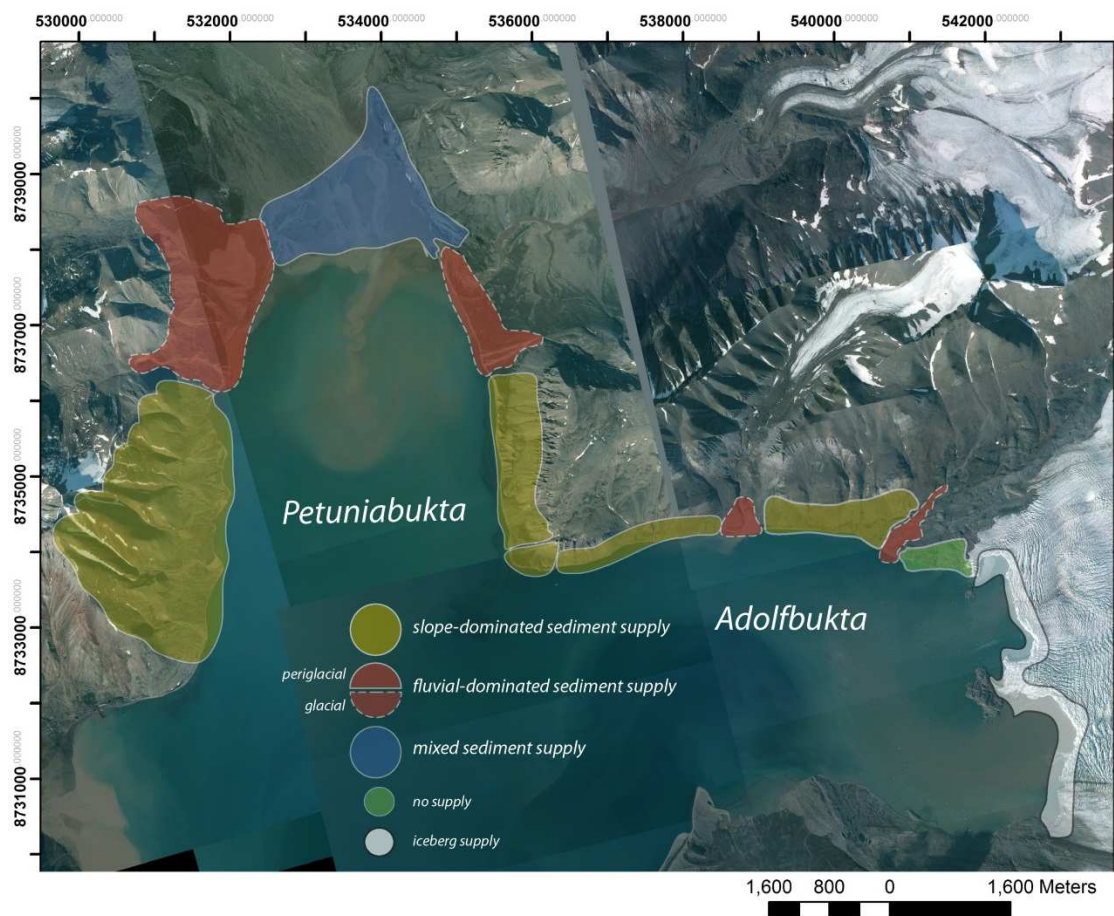 530000.000000 532000.000000 534000.000000 536000.000000 538000.000000 540000.000000 542000.000000
8739000.000000
8737000.000000
8735000.000000
8733000.000000
8731000.000000
Petuniabukta
Adolfbukta
slope-dominated sediment supply
periglacial
glacial
fluvial-dominated sediment supply
mixed sediment supply
no supply
iceberg supply
1,600 800 0 1,600 Meters